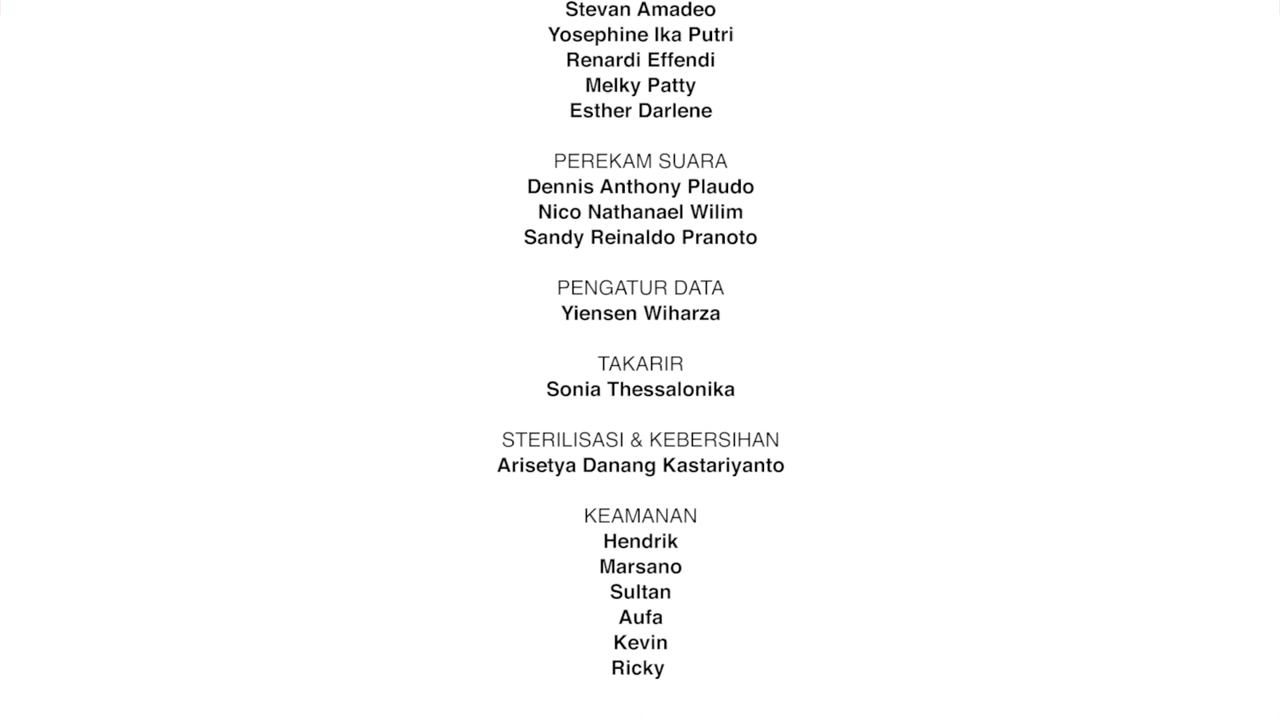 Stevan Amadeo
Yosephine Ika Putri
Renardi Effendi
Melky Patty
Esther Darlene
PEREKAM SUARA
Dennis Anthony Plaudo
Nico Nathanael Wilim
Sandy Reinaldo Pranoto
PENGATUR DATA
Yiensen Wiharza
TAKARIR
Sonia Thessalonika
STERILISASI & KEBERSIHAN
Arisetya Danang Kastariyanto
KEAMANAN
Hendrik
Marsano
Sultan
Aufa
Kevin
Ricky